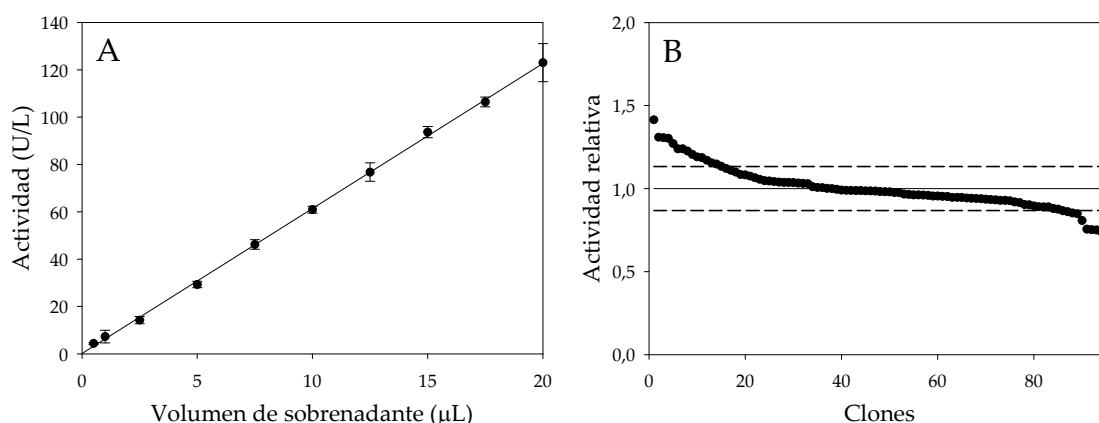 A
Actividad (U/L)
140
120
100
80
60
40
20
0
0 5 10 15 20
Volumen de sobrenadante (µL)
B
Actividad relativa
2,0
1,5
1,0
0,5
0,0
0 20 40 60 80
Clones